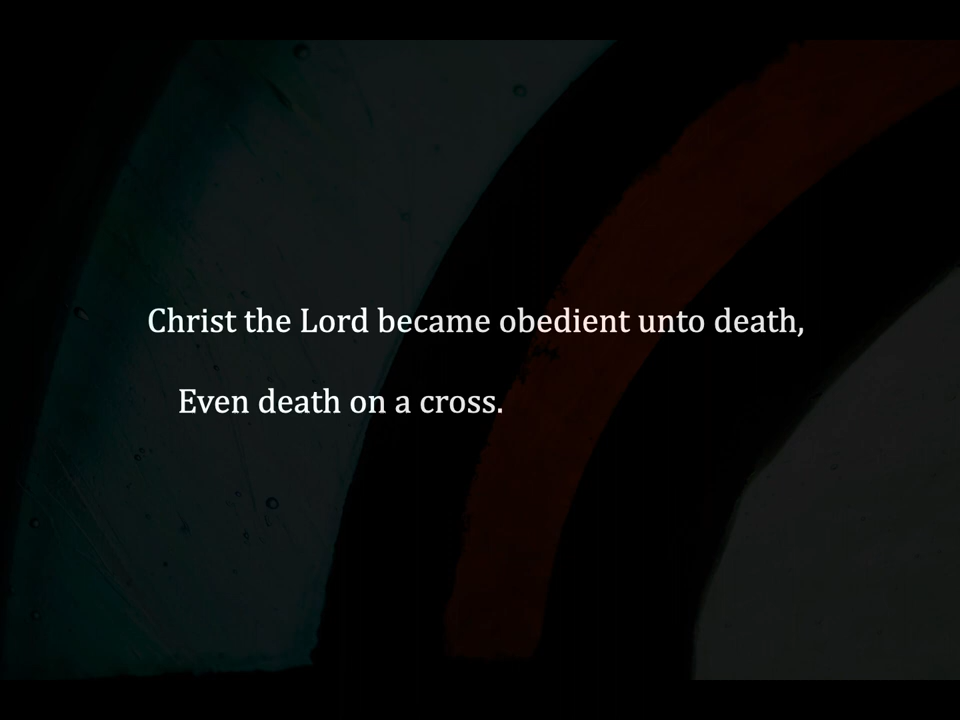 Christ the Lord became obedient unto death,
Even death on a cross.